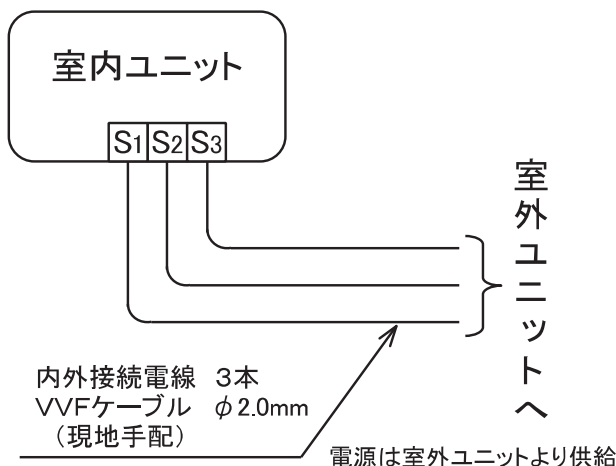 室内ユニット
S1 S2 S3
室外ユニットへ
内外接続電線 3本
VVFケーブル φ2.0mm
(現地手配)
電源は室外ユニットより供給